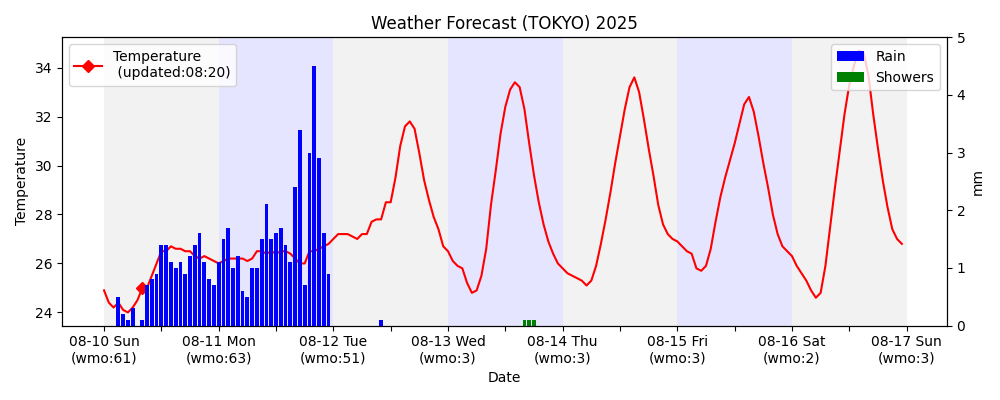 Weather Forecast (TOKYO) 2025
Temperature
(updated:08:20)
Rain
Showers
Temperature
34
32
30
28
26
24
5
4
3
2
1
0
mm
08-10 Sun
(wmo:61)
08-11 Mon
(wmo:63)
08-12 Tue
(wmo:51)
08-13 Wed
(wmo:3)
08-14 Thu
(wmo:3)
08-15 Fri
(wmo:3)
08-16 Sat
(wmo:2)
08-17 Sun
(wmo:3)
Date